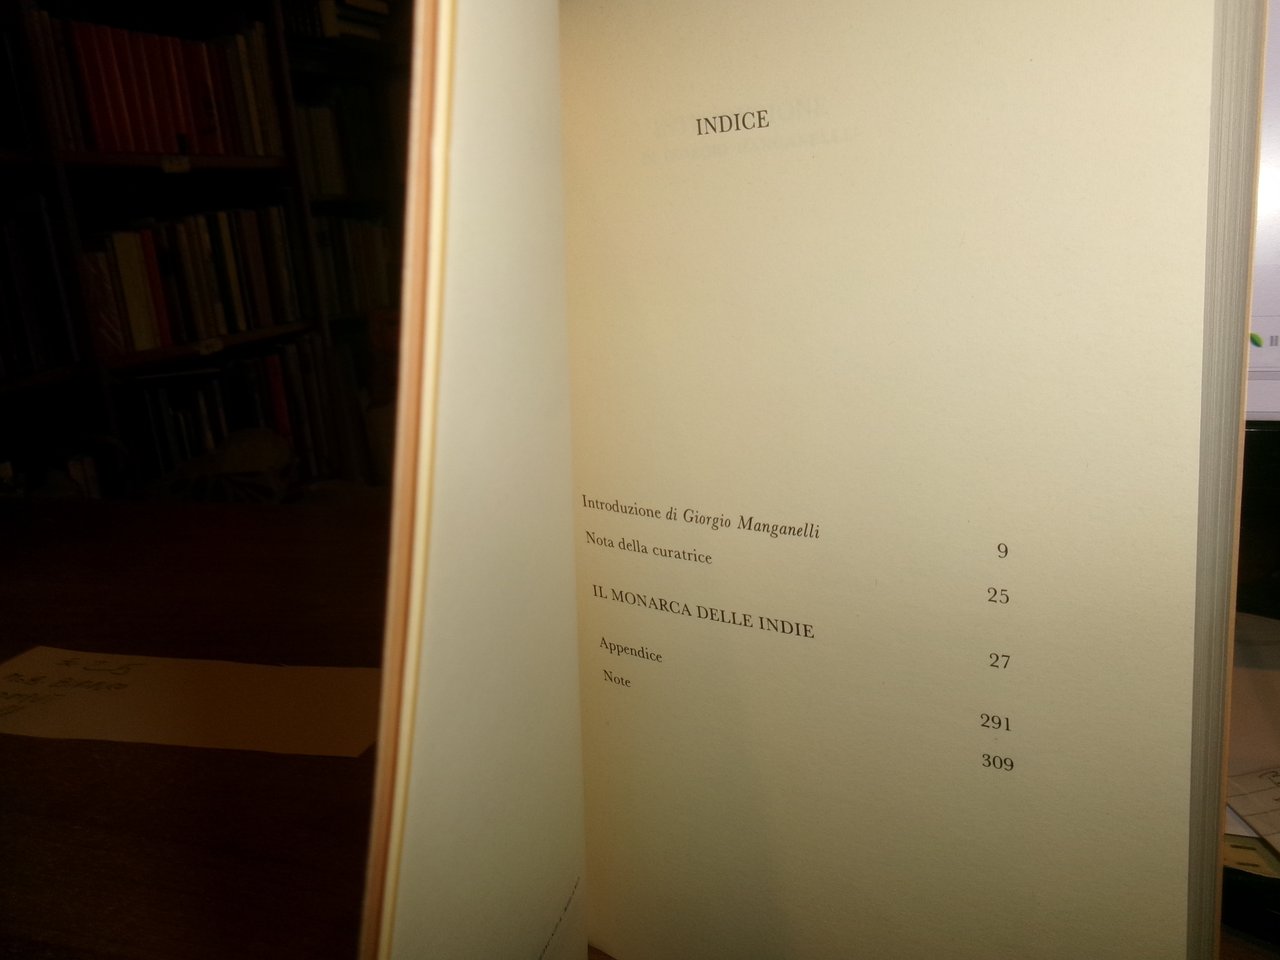 INDICE
Introduzione di Giorgio Manganelli 9
Nota della curatrice 25
IL MONARCA DELLE INDIE 27
Appendice 291
Note 309